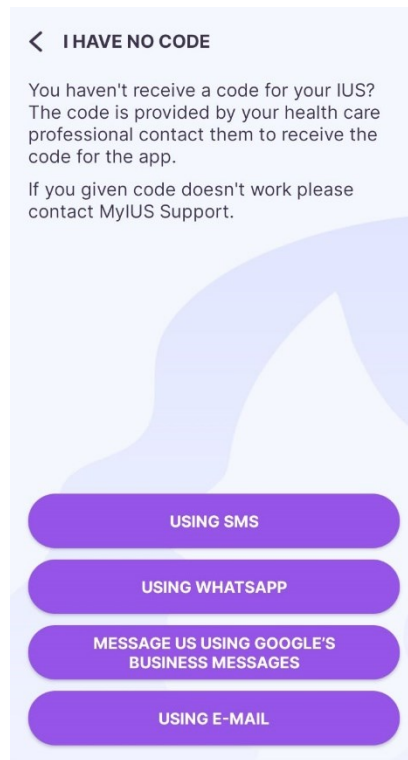 I HAVE NO CODE
You haven't receive a code for your IUS?
The code is provided by your health care
professional contact them to receive the
code for the app.
If you given code doesn't work please
contact MyIUS Support.
USING SMS
USING WHATSAPP
MESSAGE US USING GOOGLE’S
BUSINESS MESSAGES
USING E-MAIL